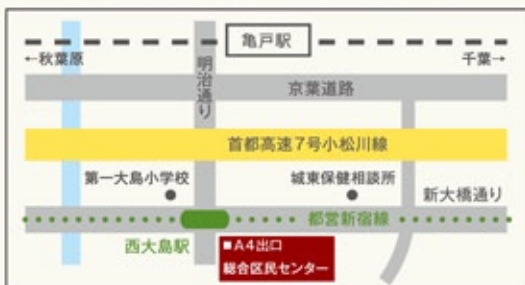 亀戸駅
←秋葉原
千葉→
明治通り
京葉道路
首都高速7号小松川線
第一大島小学校
城東保健相談所
新大橋通り
都営新宿線
西大島駅
■A4出口
総合区民センター